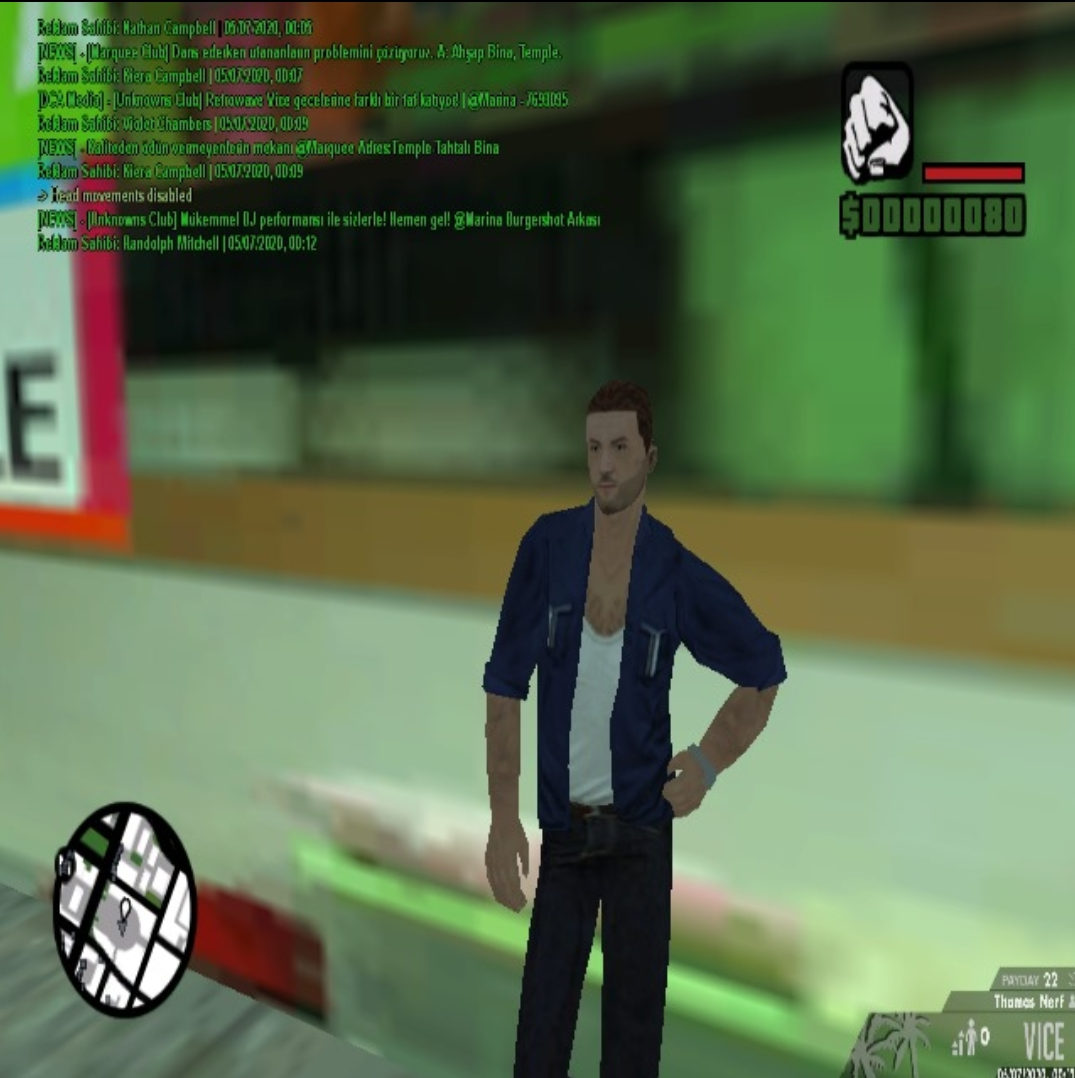 Reklam Sahibi: Nathan Campbell | 05/07/2020, 00:06
[NEWS] - [Marquee Club] Dans ederken utananların problemini çözüyoruz. A: Ahşap Bina, Temple.
Reklam Sahibi: Kiera Campbell | 05/07/2020, 00:07
[DCA Media] - [Unknowns Club] Retrowave Vice gecelerine farklı bir tat katıyor! | @Marina - 7693095
Reklam Sahibi: Violet Chambers | 05/07/2020, 00:09
[NEWS] - Kaliteden ödün vermeyenlerin mekanı @Marquee Adres:Temple Tahtalı Bina
Reklam Sahibi: Kiera Campbell | 05/07/2020, 00:09
-> Head movements disabled
[NEWS] - [Unknowns Club] Mükemmel DJ performansı ile sizlerle! Hemen gel! @Marina Burgershot Arkası
Reklam Sahibi: Randolph Mitchell | 05/07/2020, 00:12
$00000080
E
PAYDAY 22
Thomas Nerf
0
VICE